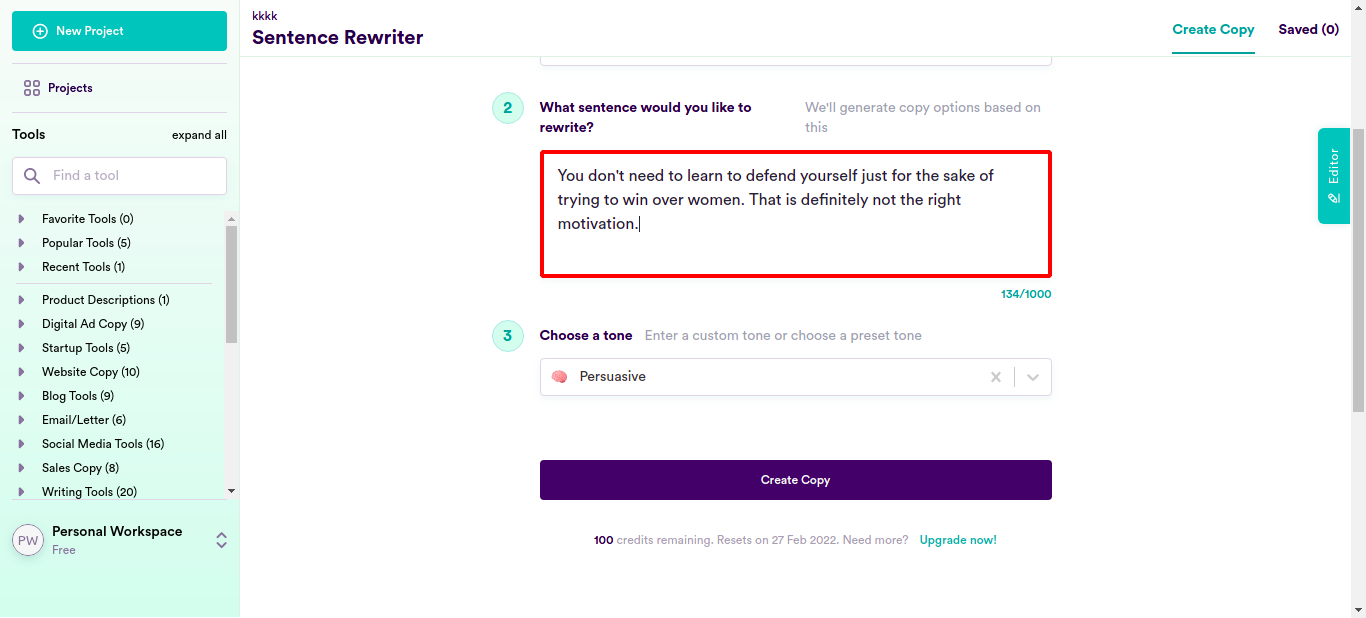 New Project
Projects
Tools
expand all
Find a tool
Favorite Tools (0)
Popular Tools (5)
Recent Tools (1)
Product Descriptions (1)
Digital Ad Copy (9)
Startup Tools (5)
Website Copy (10)
Blog Tools (9)
Email/Letter (6)
Social Media Tools (16)
Sales Copy (8)
Writing Tools (20)
PW
Personal Workspace
Free
kkkk
Sentence Rewriter
Create Copy
Saved (0)
2
What sentence would you like to
rewrite?
We'll generate copy options based on
this
You don't need to learn to defend yourself just for the sake of
trying to win over women. That is definitely not the right
motivation.
134/1000
3
Choose a tone
Enter a custom tone or choose a preset tone
Persuasive
Create Copy
100 credits remaining. Resets on 27 Feb 2022. Need more? Upgrade now!
Editor